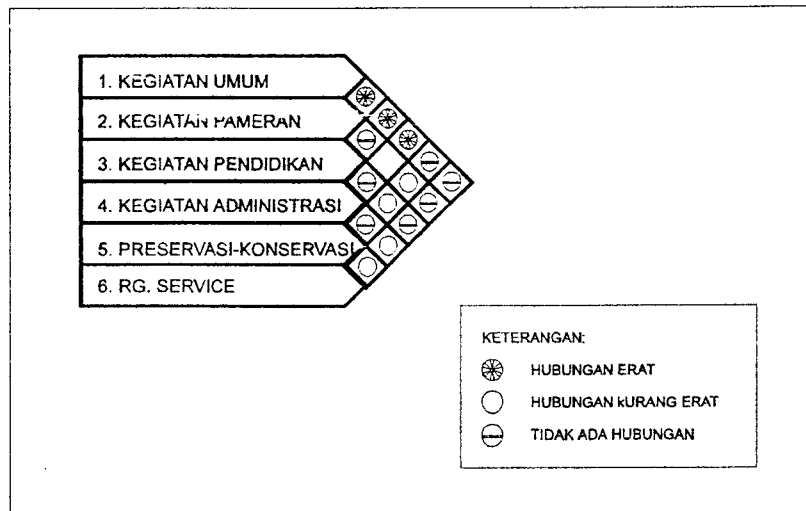 1. KEGIATAN UMUM
2. KEGIATAN PAMERAN
3. KEGIATAN PENDIDIKAN
4. KEGIATAN ADMINISTRASI
5. PRESERVASI-KONSERVASI
6. RG. SERVICE
KETERANGAN:
HUBUNGAN ERAT
HUBUNGAN KURANG ERAT
TIDAK ADA HUBUNGAN